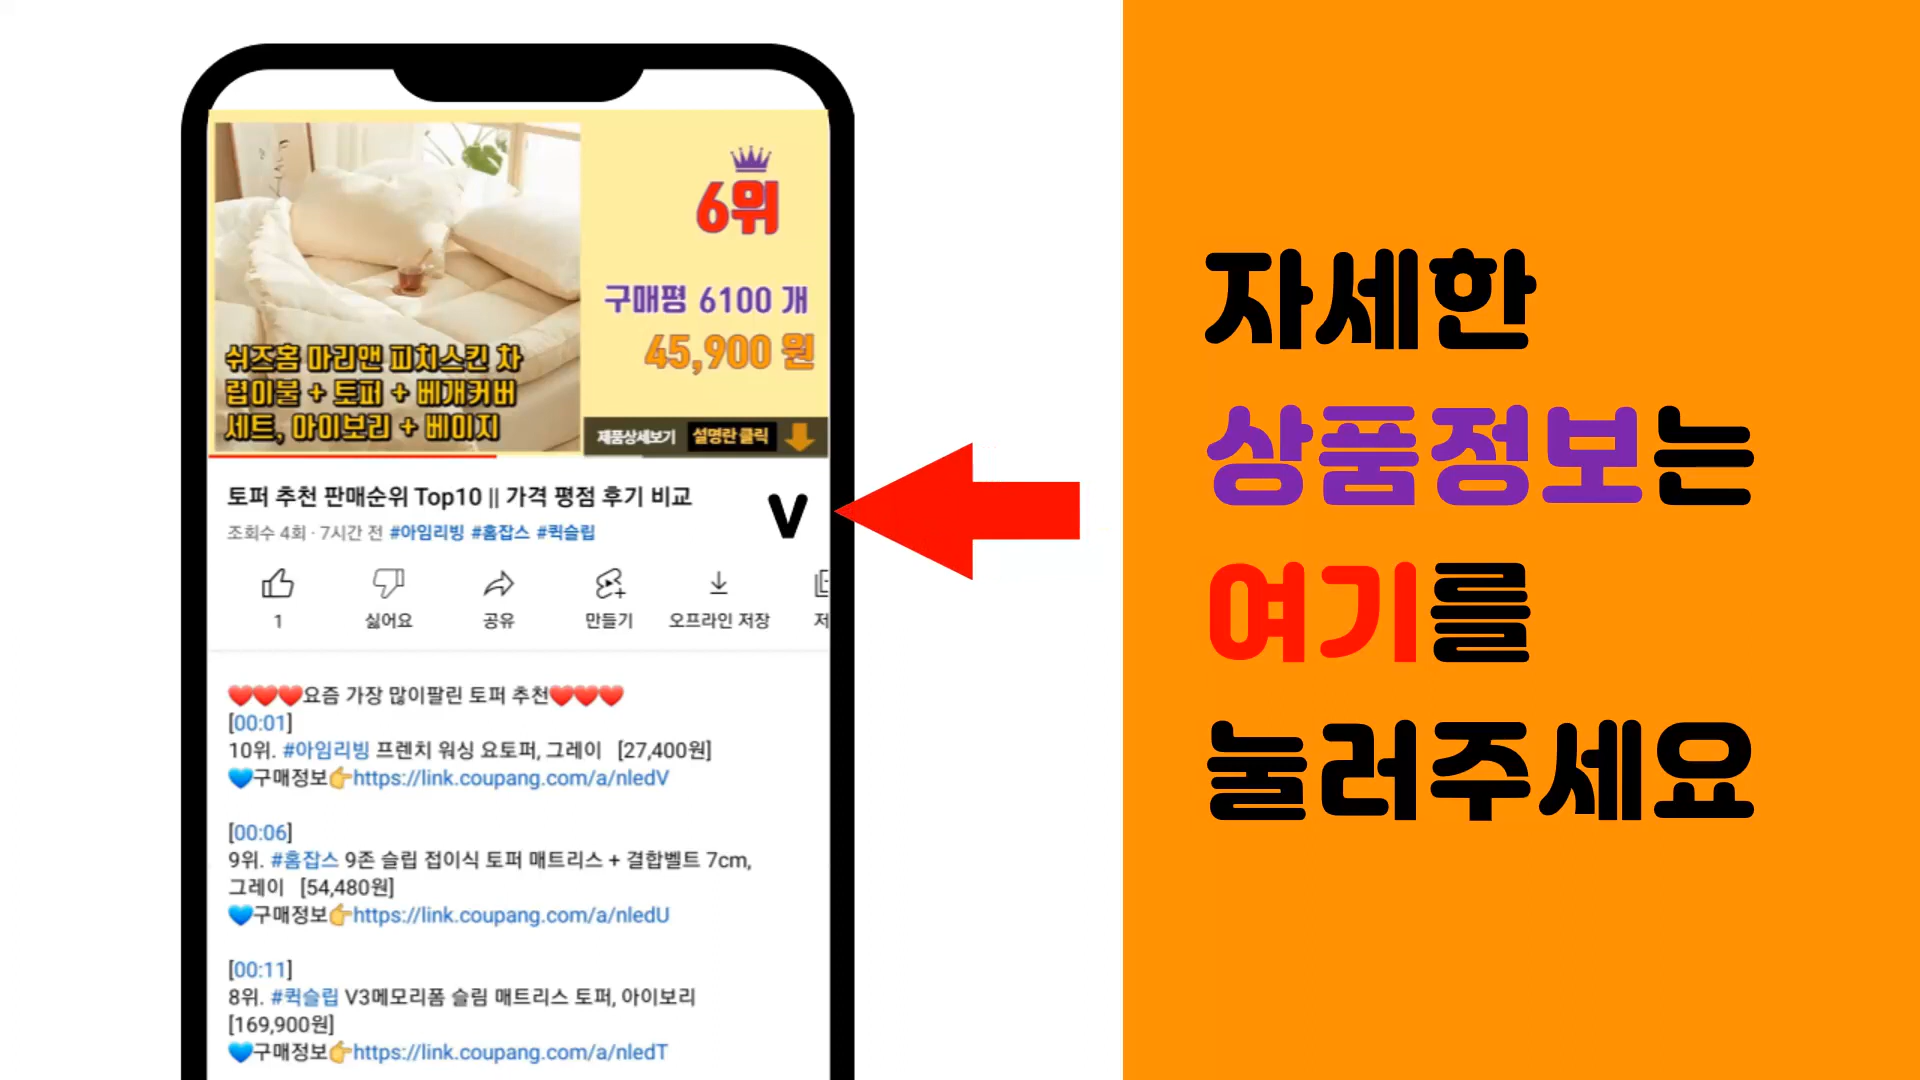 6위
구매평 6100 개
45,900 원
쉬즈홈 마리앤 피치스킨 차
렵이불 + 토퍼 + 베개커버
세트, 아이보리 + 베이지
제품상세보기 설명란 클릭
토퍼 추천 판매순위 Top10 || 가격 평점 후기 비교
V
조회수 4회 · 7시간 전 #아임리빙 #홈잡스 #퀵슬립
1 싫어요 공유 만들기 오프라인 저장 저
❤️❤️❤️요즘 가장 많이팔린 토퍼 추천❤️❤️❤️
[00:01]
10위. #아임리빙 프렌치 워싱 요토퍼, 그레이 [27,400원]
💙구매정보👉https://link.coupang.com/a/nledV
[00:06]
9위. #홈잡스 9존 슬립 접이식 토퍼 매트리스 + 결합벨트 7cm,
그레이 [54,480원]
💙구매정보👉https://link.coupang.com/a/nledU
[00:11]
8위. #퀵슬립 V3메모리폼 슬림 매트리스 토퍼, 아이보리
[169,900원]
💙구매정보👉https://link.coupang.com/a/nledT
자세한
상품정보는
여기를
눌러주세요